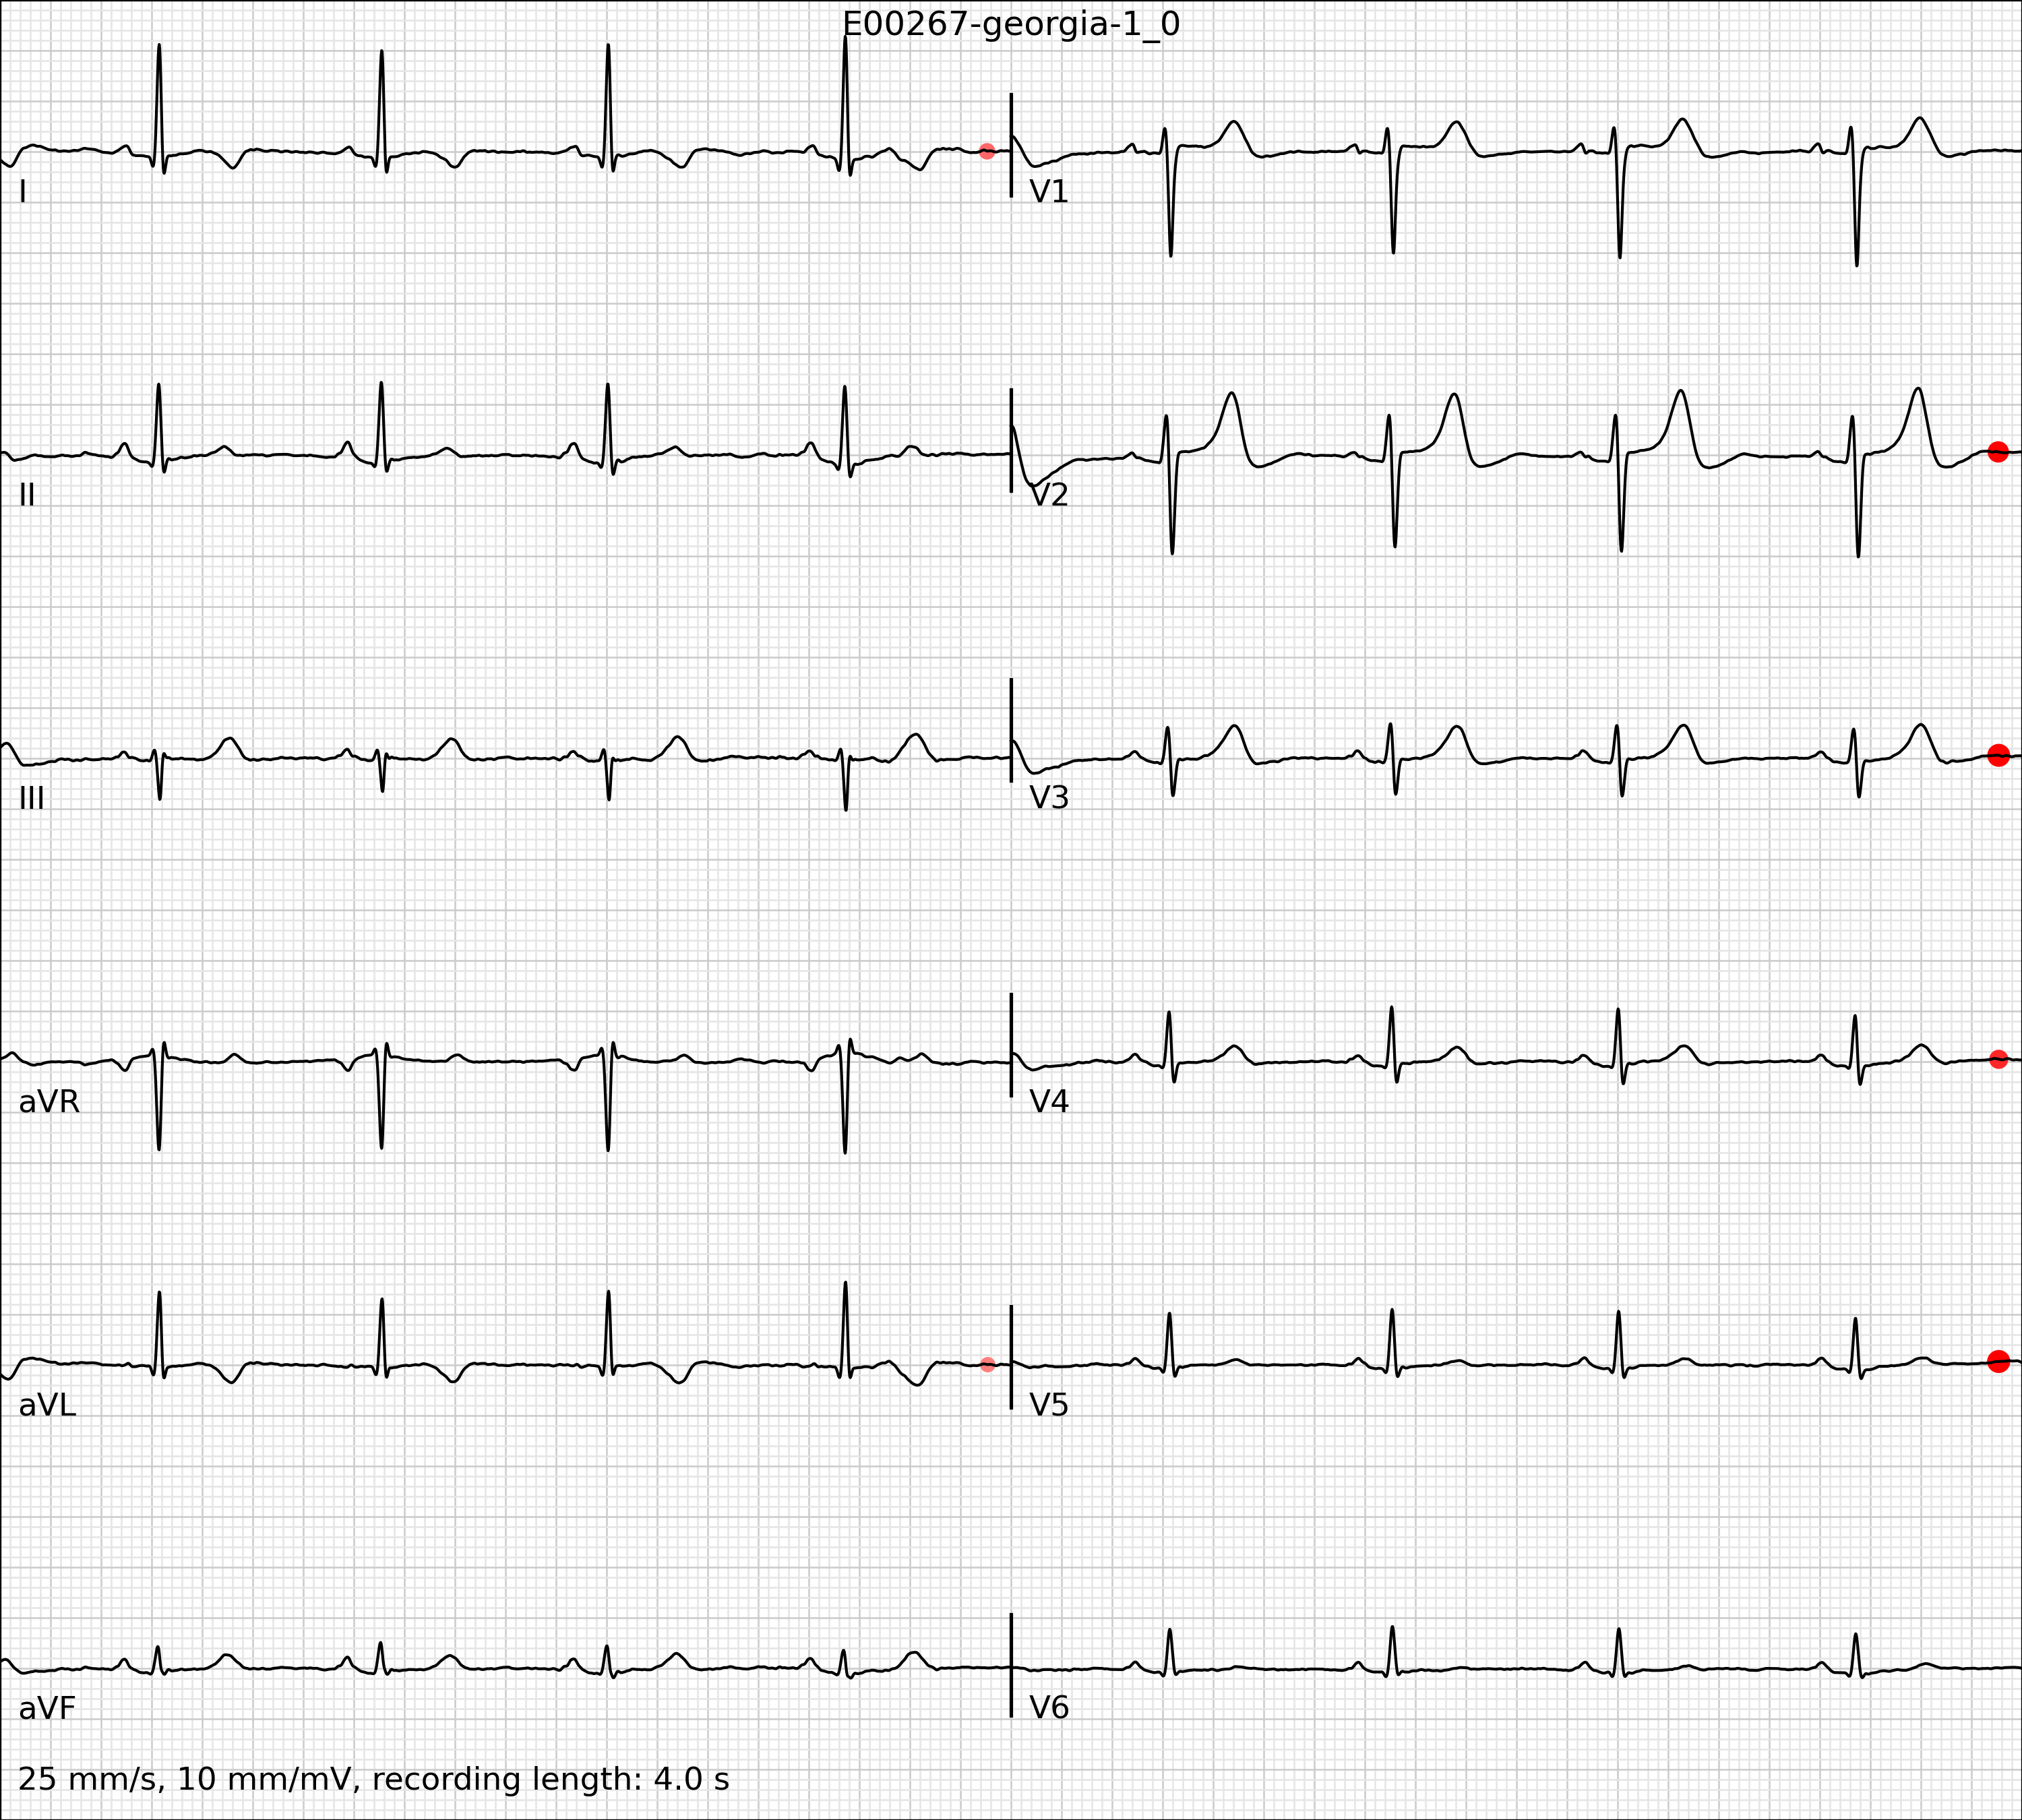 E00267-georgia-1_0
I
V1
II
V2
III
V3
aVR
V4
aVL
V5
aVF
V6
25 mm/s, 10 mm/mV, recording length: 4.0 s